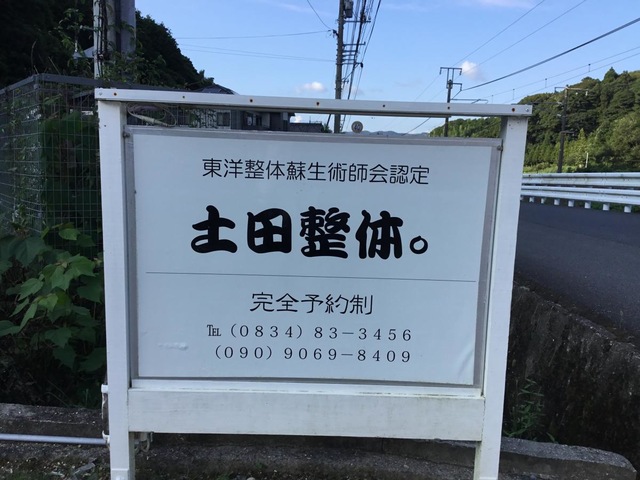 東洋整体蘇生術師会認定
土田整体。
完全予約制
℡(0834)83-3456
(090)9069-8409